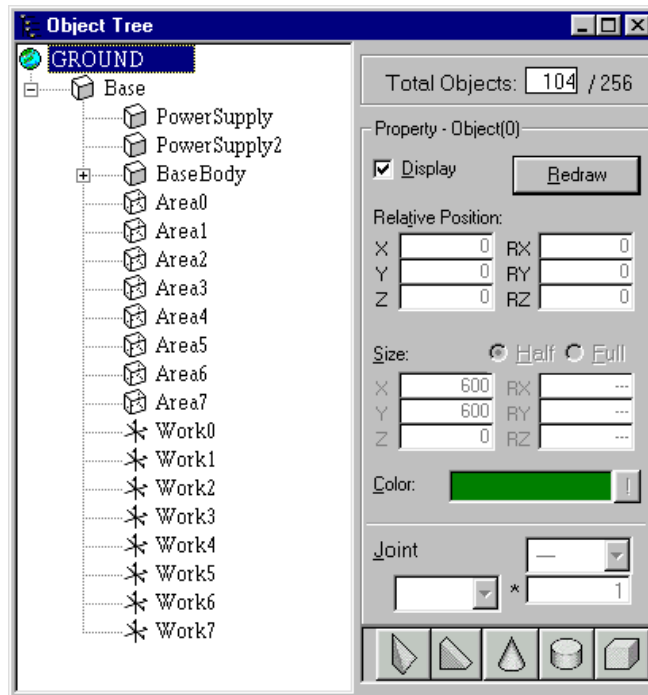 Object Tree
GROUND
Base
PowerSupply
PowerSupply2
BaseBody
Area0
Area1
Area2
Area3
Area4
Area5
Area6
Area7
Work0
Work1
Work2
Work3
Work4
Work5
Work6
Work7
Total Objects: 104 / 256
Property - Object(0)
Display Redraw
Relative Position:
X 0 RX 0
Y 0 RY 0
Z 0 RZ 0
Size: Half Full
X 600 RX ---
Y 600 RY ---
Z 0 RZ ---
Color: !
Joint —
* 1